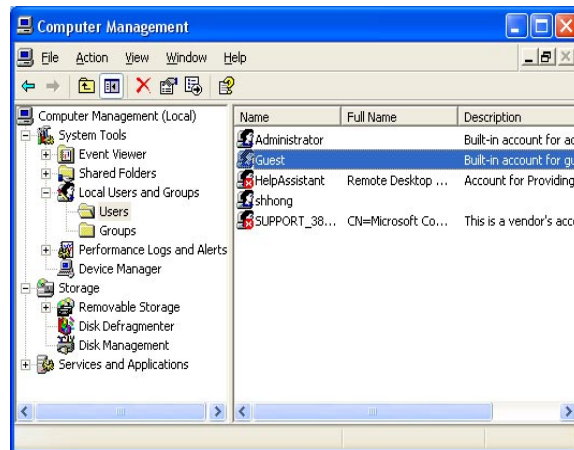 Computer Management
File Action View Window Help
Computer Management (Local)
System Tools
Event Viewer
Shared Folders
Local Users and Groups
Users
Groups
Performance Logs and Alerts
Device Manager
Storage
Removable Storage
Disk Defragmenter
Disk Management
Services and Applications
Name Full Name Description
Administrator Built-in account for ad
Guest Built-in account for gu
HelpAssistant Remote Desktop ... Account for Providing
shhong
SUPPORT_38... CN=Microsoft Co... This is a vendor's acco